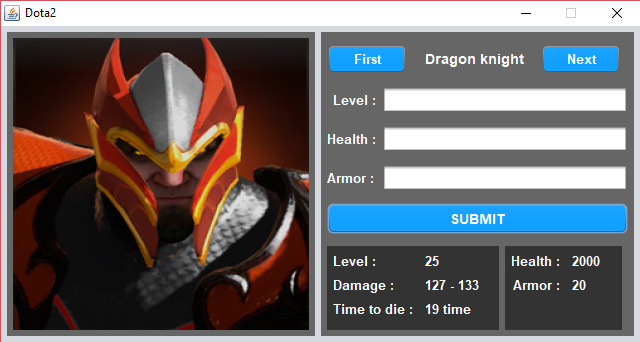 Dota2
First Dragon knight Next
Level :
Health :
Armor :
SUBMIT
Level : 25
Damage : 127 - 133
Time to die : 19 time
Health : 2000
Armor : 20